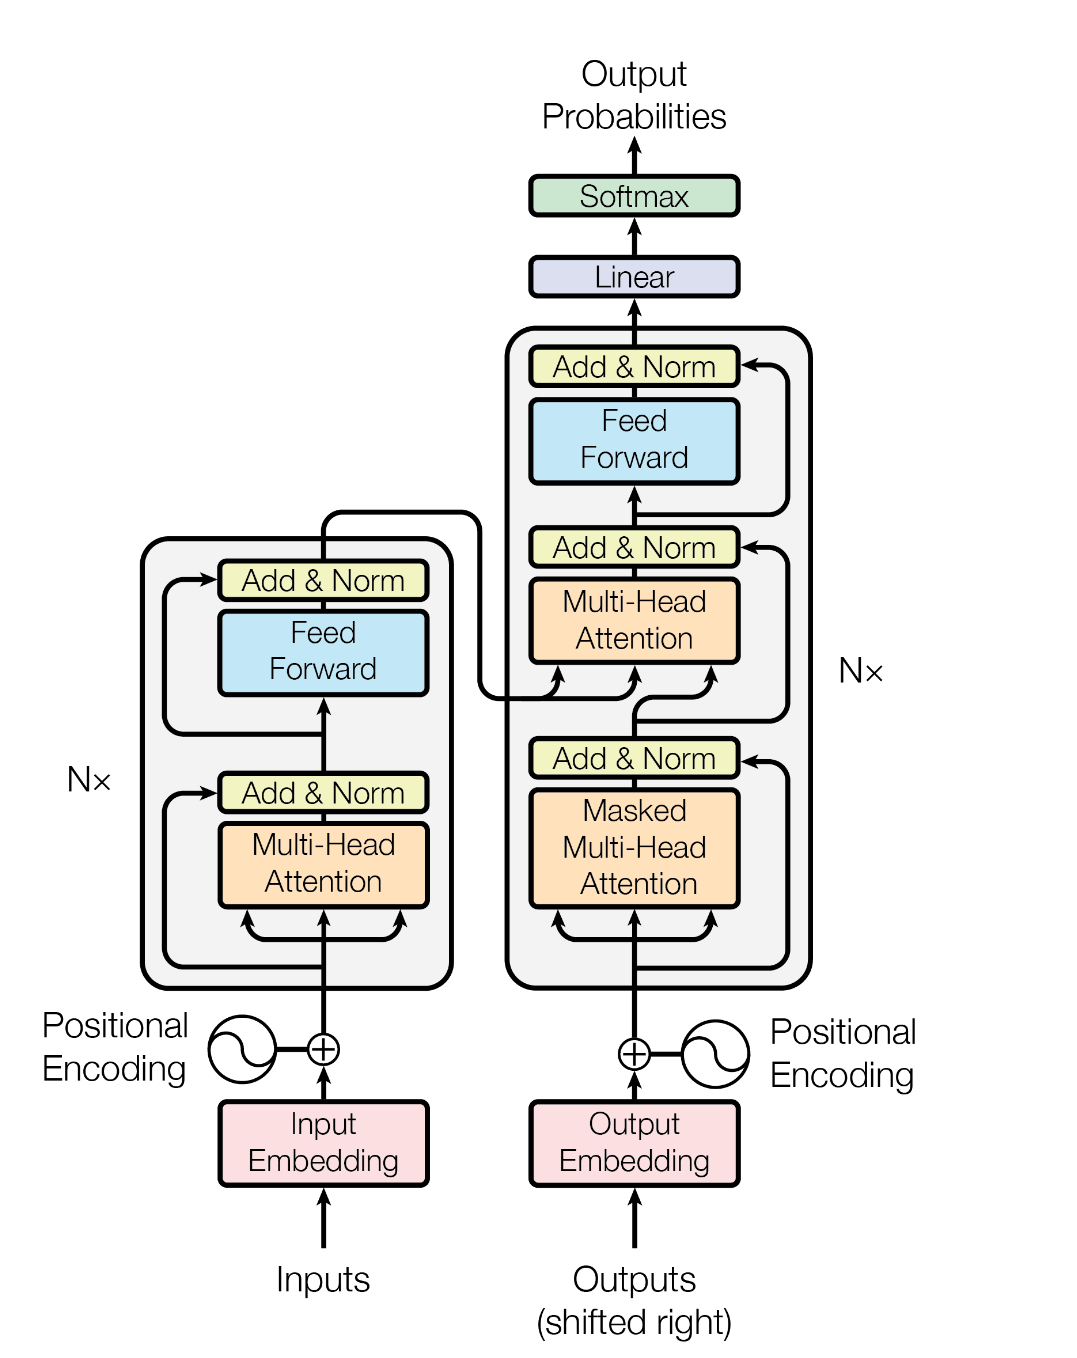 Output
Probabilities
Softmax
Linear
Add & Norm
Feed
Forward
Add & Norm
Multi-Head
Attention
N×
Add & Norm
Masked
Multi-Head
Attention
Add & Norm
Feed
Forward
N×
Add & Norm
Multi-Head
Attention
Positional
Encoding
Positional
Encoding
Input
Embedding
Output
Embedding
Inputs
Outputs
(shifted right)